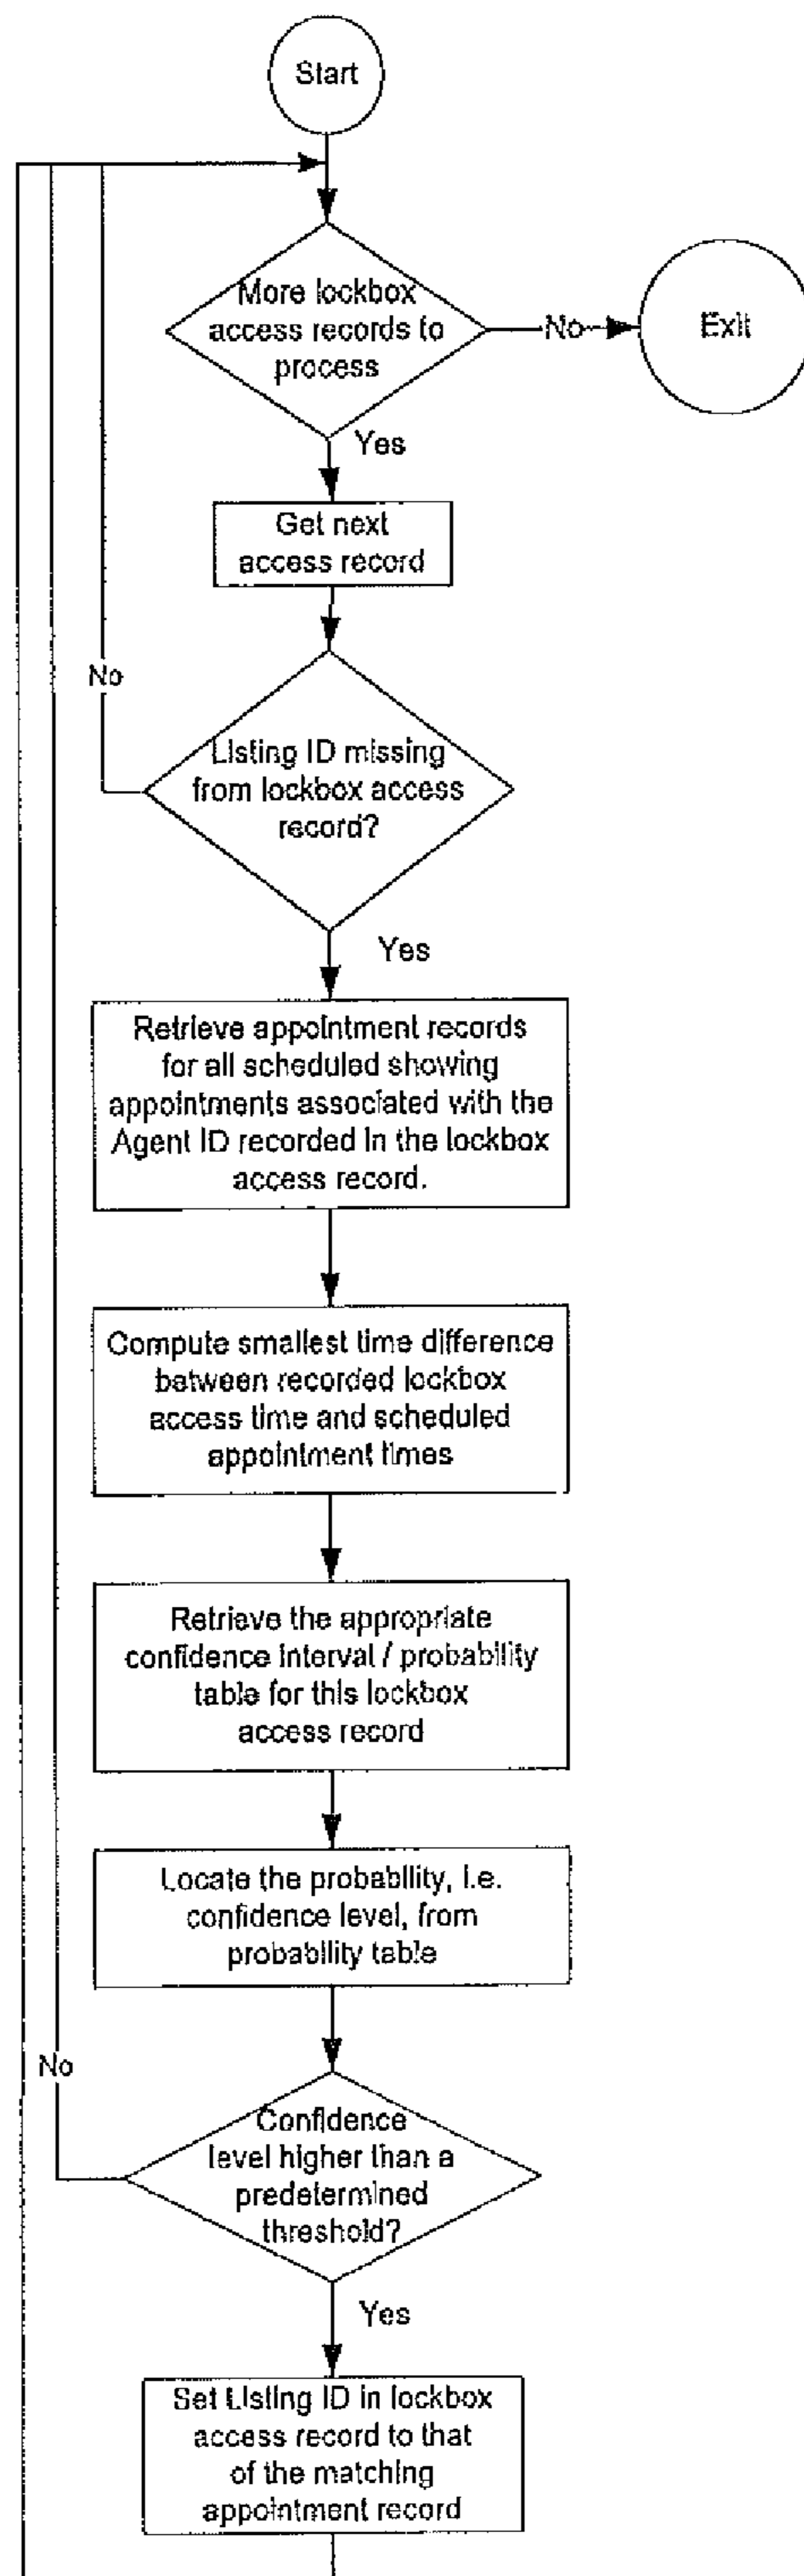 Start
More lockbox
access records to
process
No
Exit
Yes
Get next
access record
No
Listing ID missing
from lockbox access
record?
Yes
Retrieve appointment records
for all scheduled showing
appointments associated with the
Agent ID recorded in the lockbox
access record.
Compute smallest time difference
between recorded lockbox
access time and scheduled
appointment times
Retrieve the appropriate
confidence interval / probability
table for this lockbox
access record
Locate the probability, i.e.
confidence level, from
probability table
No
Confidence
level higher than a
predetermined
threshold?
Yes
Set Listing ID in lockbox
access record to that
of the matching
appointment record